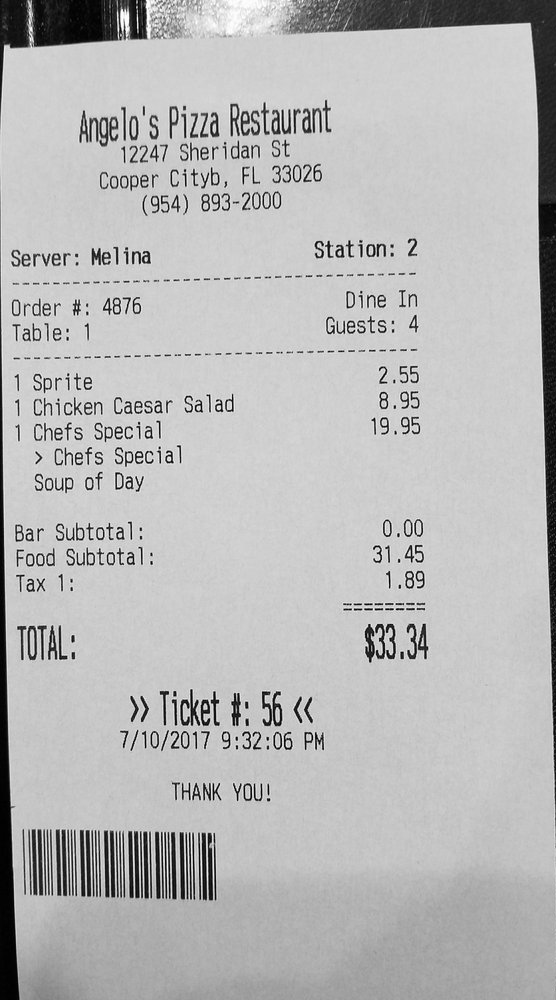 Angelo's Pizza Restaurant
12247 Sheridan St
Cooper Cityb, FL 33026
(954) 893-2000
Server: Melina Station: 2
Order #: 4876 Dine In
Table: 1 Guests: 4
1 Sprite 2.55
1 Chicken Caesar Salad 8.95
1 Chefs Special 19.95
> Chefs Special
Soup of Day
Bar Subtotal: 0.00
Food Subtotal: 31.45
Tax 1: 1.89
========
TOTAL: $33.34
>> Ticket #: 56 <<
7/10/2017 9:32:06 PM
THANK YOU!